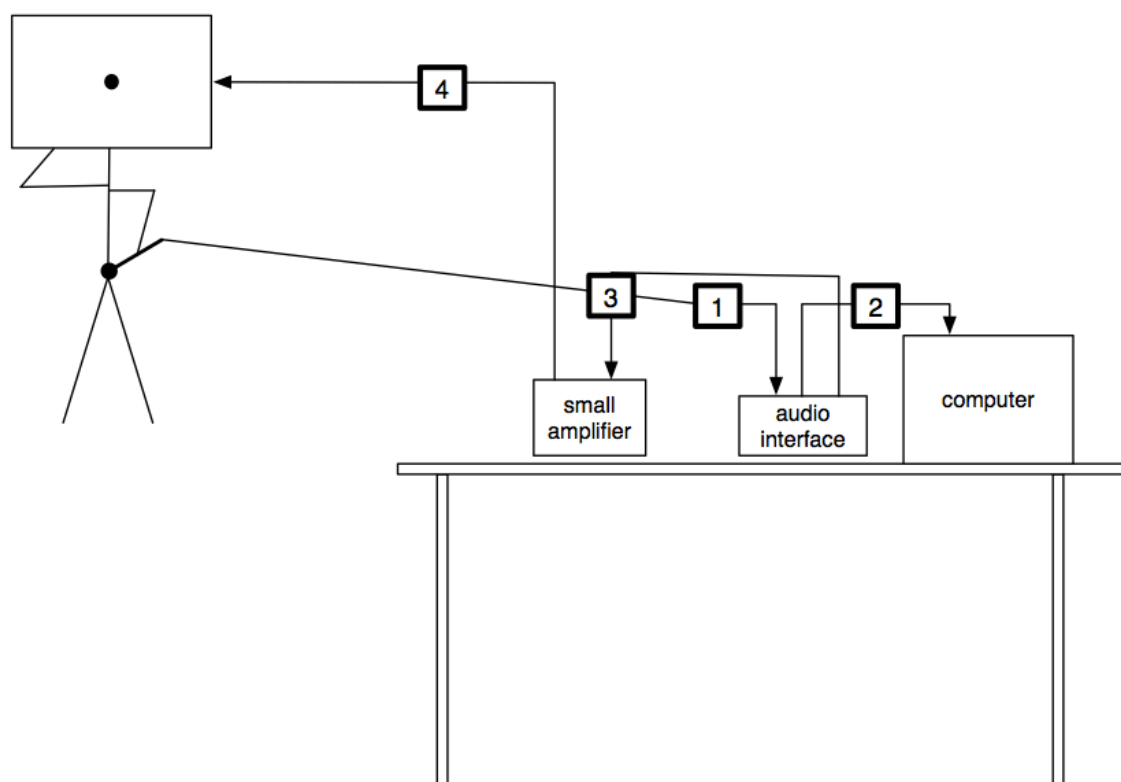 4
3
1
2
small
amplifier
audio
interface
computer